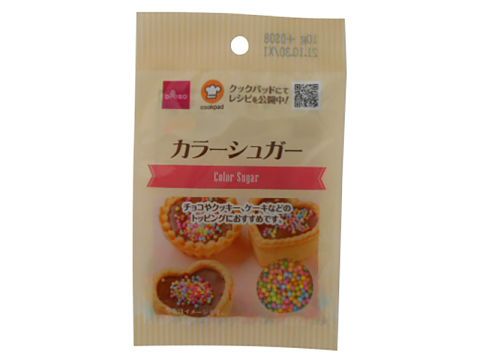 DAISO
cookpad
クックパッドにて
レシピを公開中!
カラーシュガー
Color Sugar
チョコやクッキー、ケーキなどの
トッピングにおすすめです。